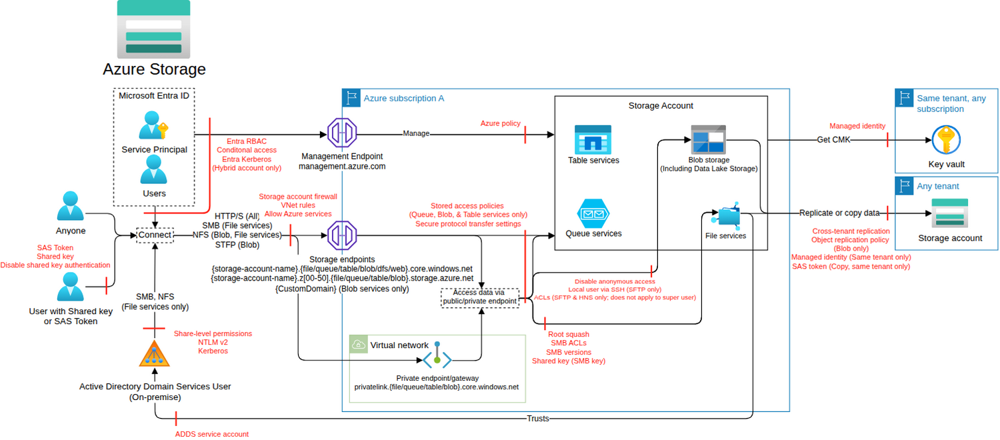 Azure Storage
Microsoft Entra ID
Service Principal
Users
Entra RBAC
Conditonal access
Entra Kerberos
(Hybrid account only)
Azure subscription A
Management Endpoint
management.azure.com
Manage
Azure policy
Storage Account
Table services
Blob storage
(Including Data Lake Storage)
Queue services
File services
Managed identity
Get CMK
Same tenant, any
subscription
Key vault
Any tenant
Storage account
Replicate or copy data
Cross-tenant replication
Object replication policy
(Blob only)
Managed identity (Same tenant only)
SAS token (Copy, same tenant only)
Anyone
SAS Token
Shared key
Disable shared key authentication
User with Shared key
or SAS Token
Connect
HTTP/S (All)
SMB (File services)
NFS (Blob, File services)
STFP (Blob)
Storage account firewall
VNet rules
Allow Azure services
Storage endpoints
{storage-account-name}.{file/queue/table/blob/dfs/web}.core.windows.net
{storage-account-name}.z[00-50].{file/queue/table/blob}.storage.azure.net
{CustomDomain} (Blob services only)
Stored access policies
(Queue, Blob, & Table services only)
Secure protocol transfer settings
Access data via
public/private endpoint
Disable anonymous access
Local user via SSH (SFTP only)
ACLs (SFTP & HNS only; does not apply to super user)
Root squash
SMB ACLs
SMB versions
Shared key (SMB key)
Virtual network
Private endpoint/gateway
privatelink.{file/queue/table/blob}.core.windows.net
SMB, NFS
(File services only)
Share-level permissions
NTLM v2
Kerberos
Active Directory Domain Services User
(On-premise)
Trusts
ADDS service account